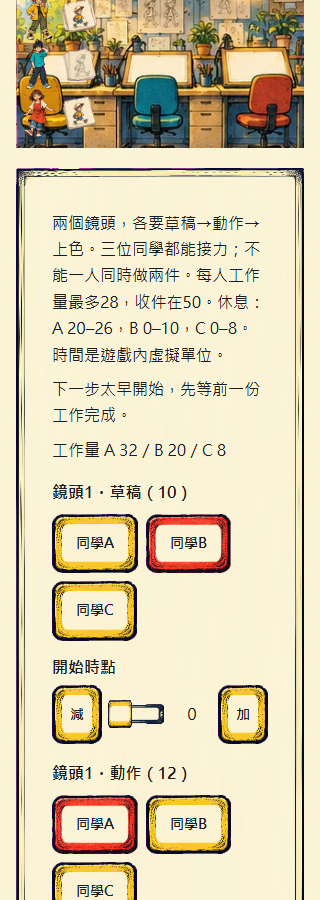 兩個鏡頭，各要草稿→動作→
上色。三位同學都能接力；不
能一人同時做兩件。每人工作
量最多28，收件在50。休息：
A 20–26，B 0–10，C 0–8。
時間是遊戲內虛擬單位。
下一步太早開始，先等前一份
工作完成。
工作量 A 32 / B 20 / C 8
鏡頭1・草稿（10）
同學A 同學B
同學C
開始時點
減 0 加
鏡頭1・動作（12）
同學A 同學B
同學C